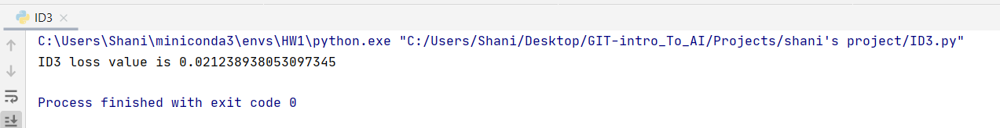 ID3
C:\Users\Shani\miniconda3\envs\HW1\python.exe "C:/Users/Shani/Desktop/GIT-intro_To_AI/Projects/shani's project/ID3.py"
ID3 loss value is 0.021238938053097345
Process finished with exit code 0